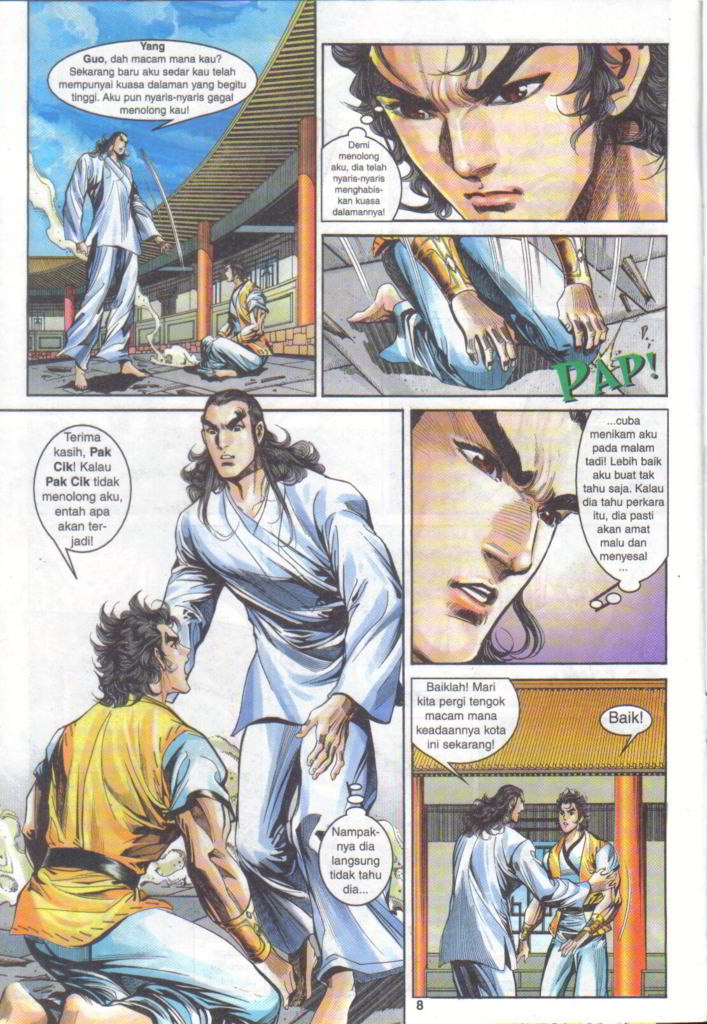 Yang
Guo, dah macam mana kau?
Sekarang baru aku sedar kau telah
mempunyai kuasa dalaman yang begitu
tinggi. Aku pun nyaris-nyaris gagal
menolong kau!
Demi
menolong
aku, dia telah
nyaris-nyaris
menghabis-
kan kuasa
dalamannya!
PAP!
Terima
kasih, Pak
Cik! Kalau
Pak Cik tidak
menolong aku,
entah apa
akan ter-
jadi!
Nampak-
nya dia
langsung
tidak tahu
dia...
...cuba
menikam aku
pada malam
tadi! Lebih baik
aku buat tak
tahu saja. Kalau
dia tahu perkara
itu, dia pasti
akan amat
malu dan
menyesal
...
Baiklah! Mari
kita pergi tengok
macam mana
keadaannya kota
ini sekarang!
Baik!
8